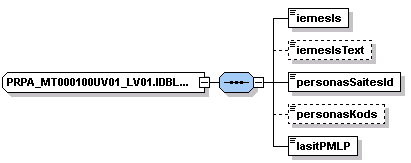 iemesls
iemeslsText
PRPA_MT000100UV01_LV01.IDBL...
personasSaitesId
personasKods
lasitPMLP